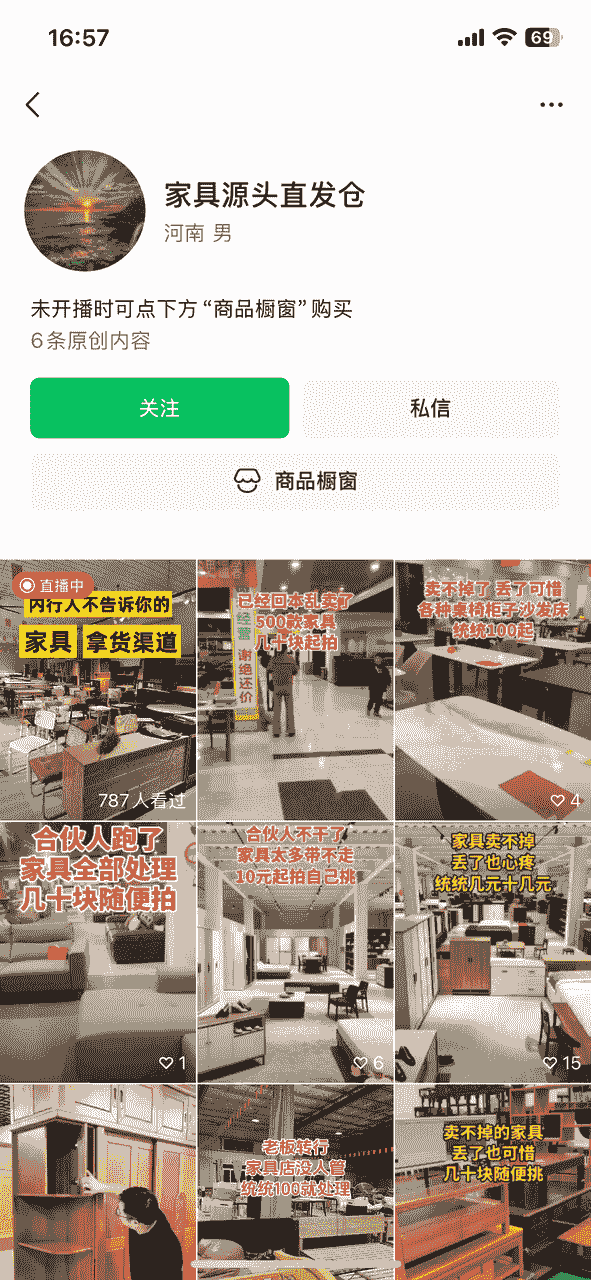 16:57
69
家具源头直发仓
河南 男
未开播时可点下方“商品橱窗”购买
6条原创内容
关注
私信
商品橱窗
直播中
内行人不告诉你的
家具 拿货渠道
787人看过
已经回本乱卖了
500款家具
几十块起拍
经营
谢绝还价
卖不掉了 丢了可惜
各种桌椅柜子沙发床
统统100起
4
合伙人跑了
家具全部处理
几十块随便拍
1
合伙人不干了
家具太多带不走
10元起拍自己挑
6
家具卖不掉
丢了也心疼
统统几元十几元
15
老板转行
家具店没人管
统统100就处理
卖不掉的家具
丢了也可惜
几十块随便挑